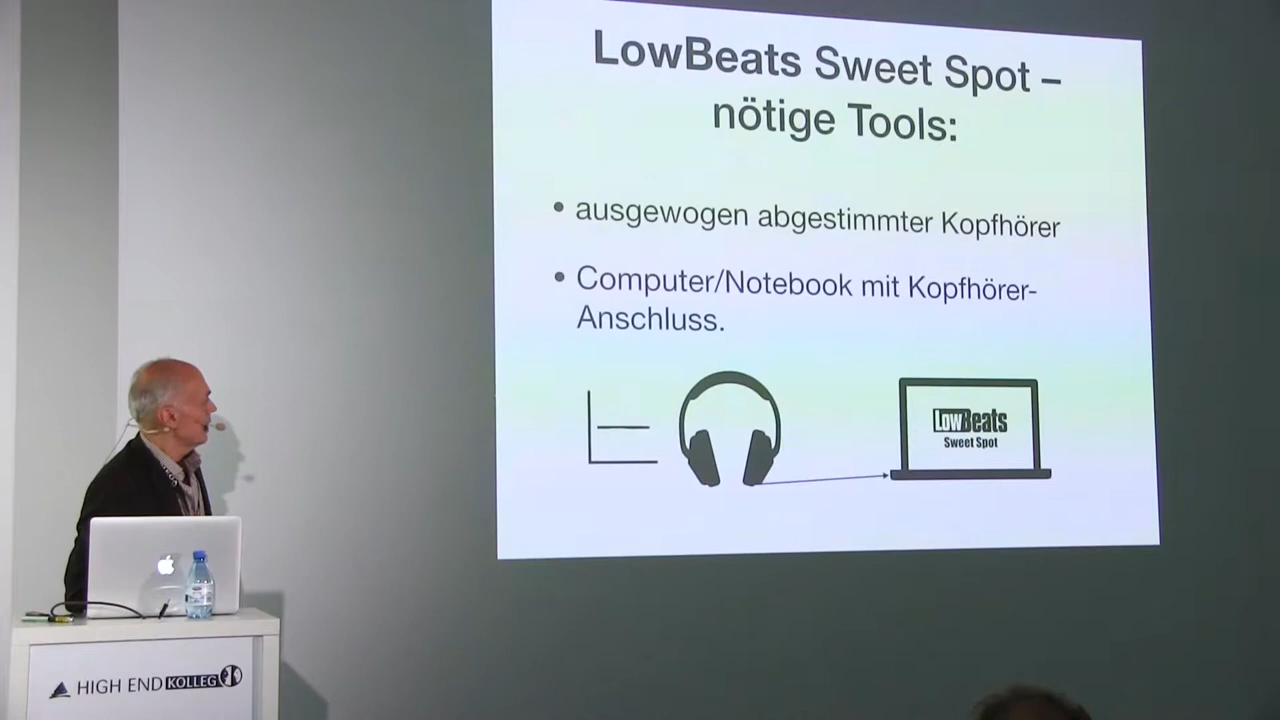 LowBeats Sweet Spot –
nötige Tools:
• ausgewogen abgestimmter Kopfhörer
• Computer/Notebook mit Kopfhörer-
Anschluss.
LowBeats
Sweet Spot
HIGH END KOLLEG